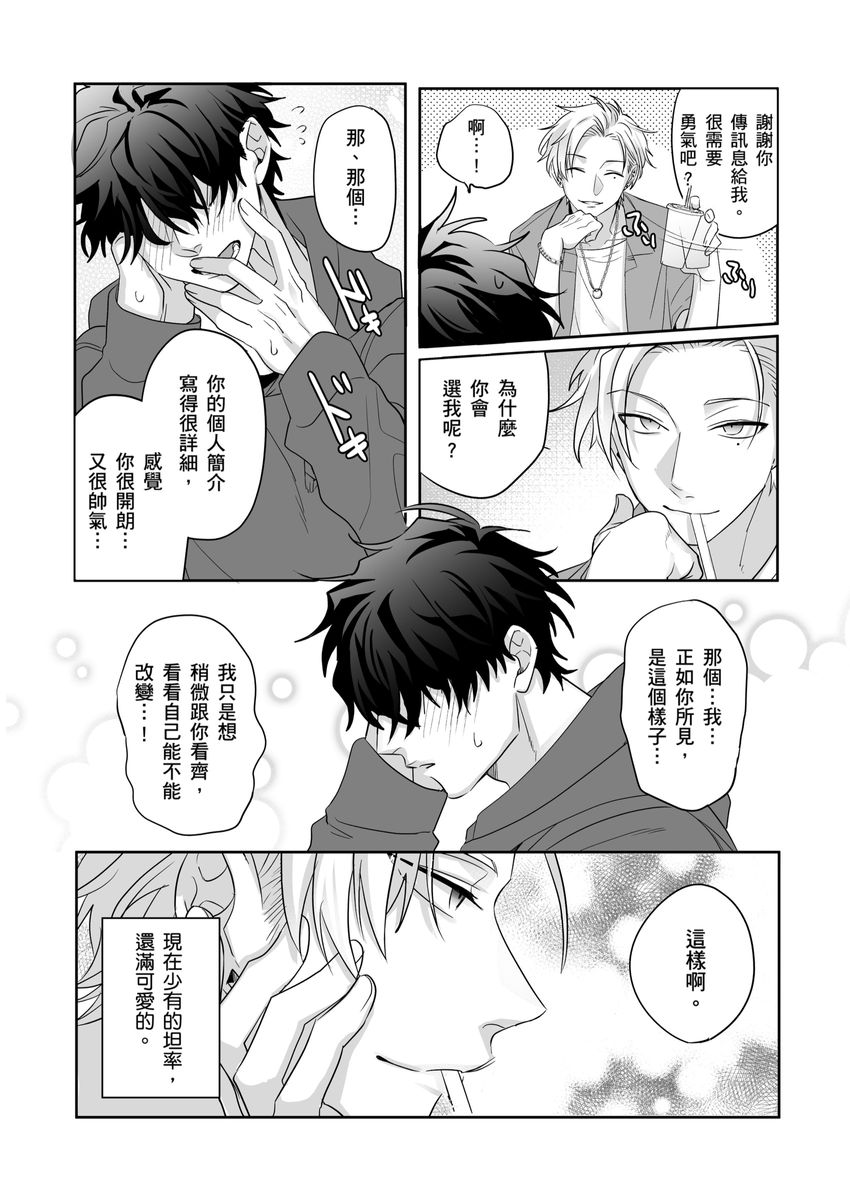 謝謝你
傳訊息給我。
很需要
勇氣吧？
啊…！
ふり
ふり
為什麼
你會
選我呢？
那、那個…
ドキ
ドキ
你的個人簡介
寫得很詳細，
感覺
你很開朗…
又很帥氣…
那個…我…
正如你所見，
是這個樣子…
我只是想
稍微跟你看齊，
看看自己能不能
改變…！
這樣啊。
現在少有的坦率，
還滿可愛的。